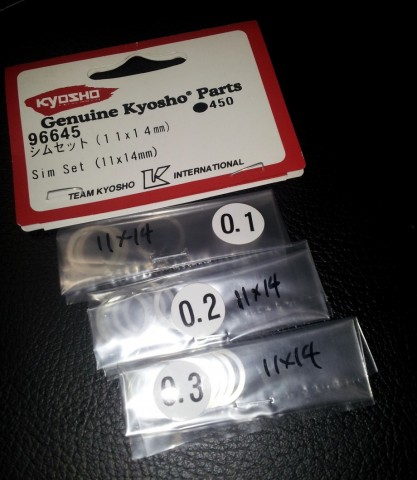 KYOSHO
Genuine Kyosho® Parts
96645 ●450
シムセット (11x14mm)
Sim Set (11x14mm)
TEAM KYOSHO K INTERNATIONAL
11x14 0.1
0.2 11x14
0.3 11x14